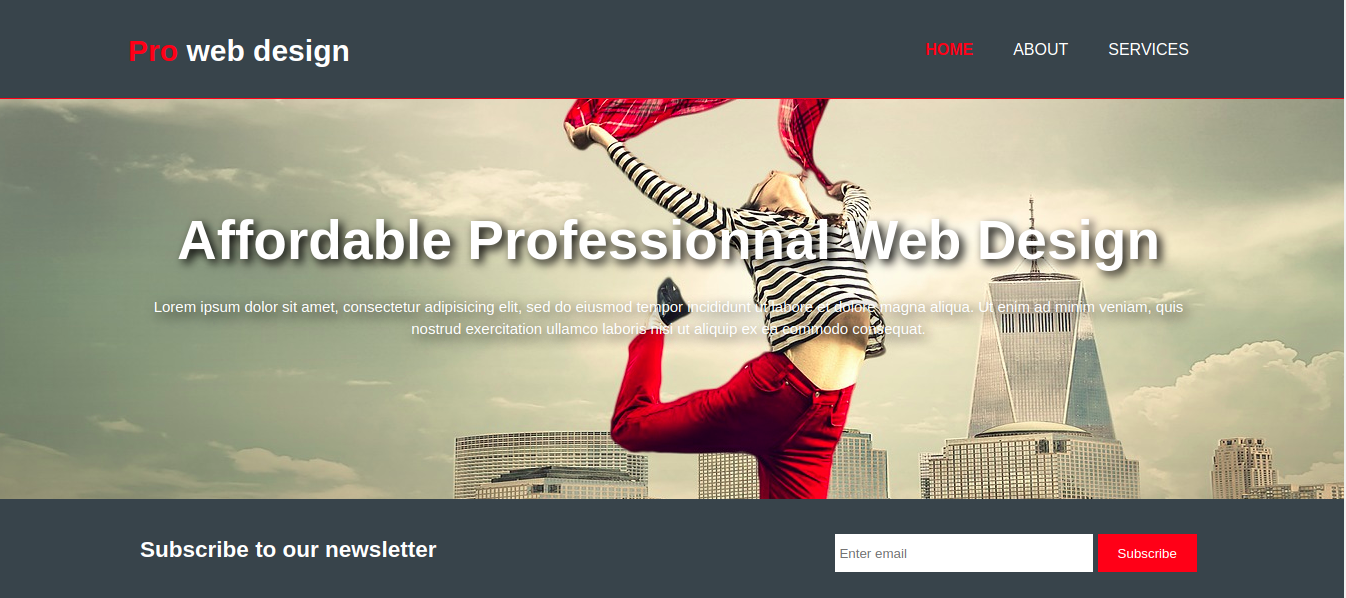 Pro web design
HOME ABOUT SERVICES
Affordable Professionnal Web Design
Lorem ipsum dolor sit amet, consectetur adipisicing elit, sed do eiusmod tempor incididunt ut labore et dolore magna aliqua. Ut enim ad minim veniam, quis
nostrud exercitation ullamco laboris nisi ut aliquip ex ea commodo consequat.
Subscribe to our newsletter
Enter email
Subscribe